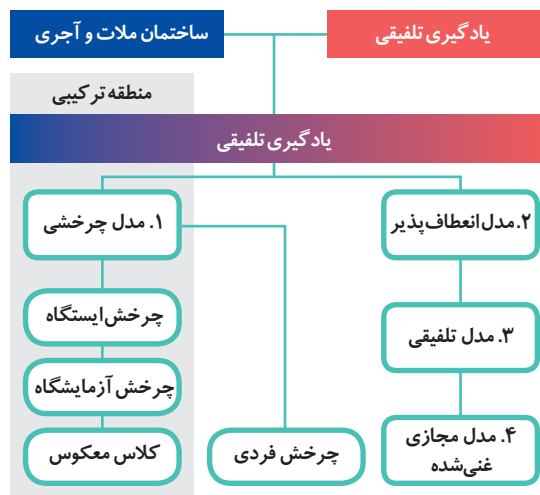 یادگیری تلفیقی
ساختمان ملات و آجری
منطقه ترکیبی
یادگیری تلفیقی
۲. مدل انعطاف‌پذیر
۱. مدل چرخشی
۳. مدل تلفیقی
چرخش ایستگاه
چرخش آزمایشگاه
۴. مدل مجازی
غنی‌شده
چرخش فردی
کلاس معکوس